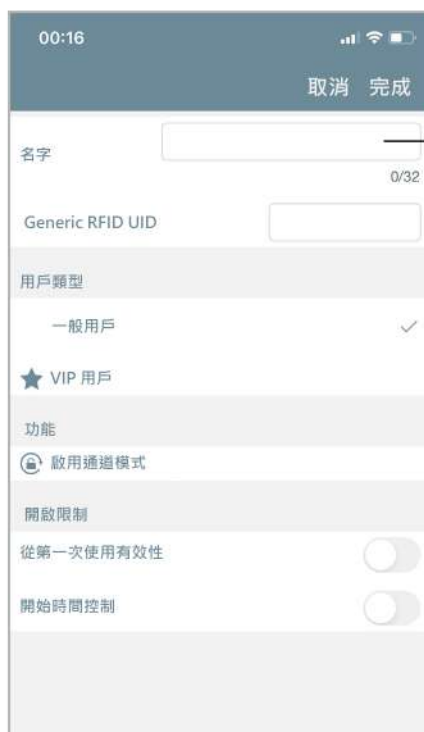 00:16
取消 完成
名字
0/32
Generic RFID UID
用戶類型
一般用戶
VIP 用戶
功能
啟用通道模式
開啟限制
從第一次使用有效性
開始時間控制